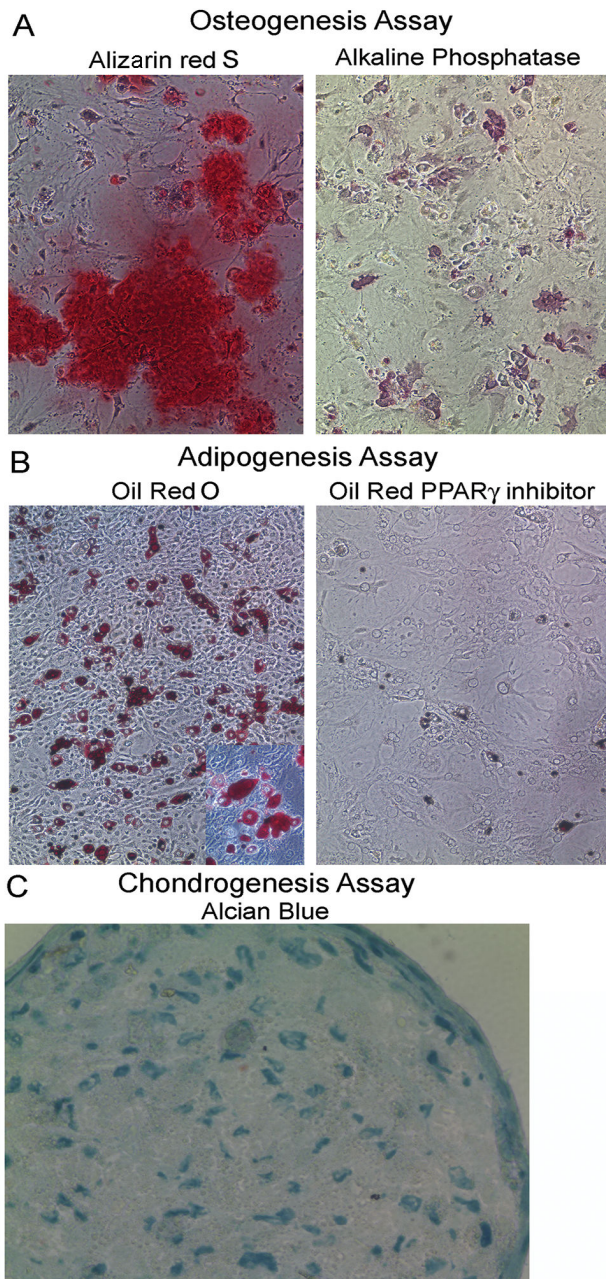 A
Osteogenesis Assay
Alizarin red S
Alkaline Phosphatase
B
Adipogenesis Assay
Oil Red O
Oil Red PPARγ inhibitor
C
Chondrogenesis Assay
Alcian Blue